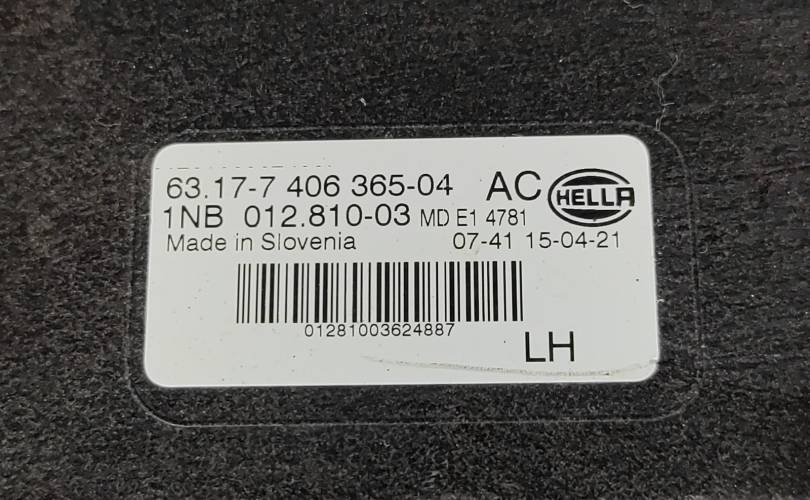 63.17-7 406 365-04 AC HELLA
1NB 012.810-03 MD E1 4781
Made in Slovenia 07-41 15-04-21
01281003624887
LH